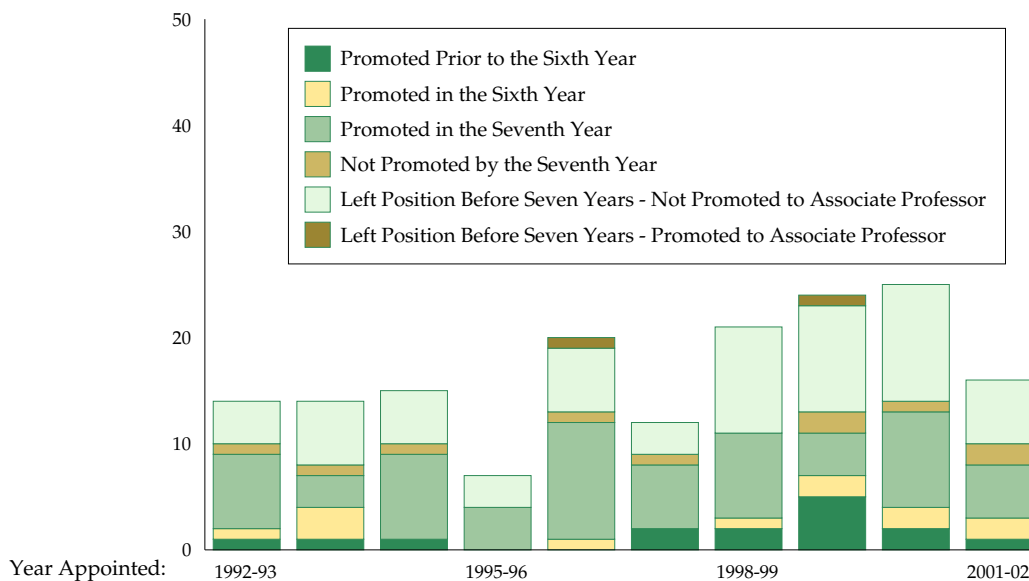 50
40
30
20
10
0
Promoted Prior to the Sixth Year
Promoted in the Sixth Year
Promoted in the Seventh Year
Not Promoted by the Seventh Year
Left Position Before Seven Years - Not Promoted to Associate Professor
Left Position Before Seven Years - Promoted to Associate Professor
Year Appointed: 1992-93 1995-96 1998-99 2001-02